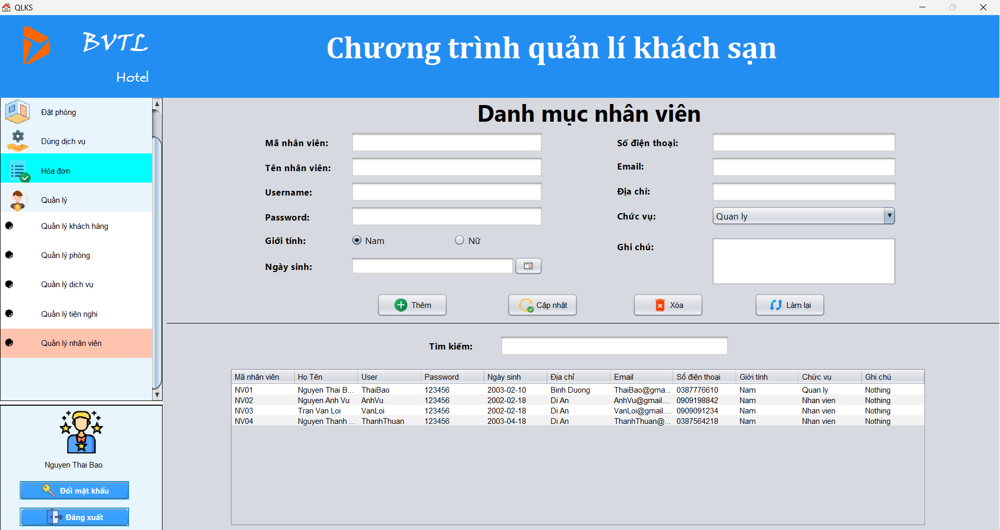 QLKS
BVTL
Hotel
Chương trình quản lí khách sạn
Đặt phòng
Dùng dịch vụ
Hóa đơn
Quản lý
Quản lý khách hàng
Quản lý phòng
Quản lý dịch vụ
Quản lý tiện nghi
Quản lý nhân viên
Nguyen Thai Bao
Đổi mật khẩu
Đăng xuất
Danh mục nhân viên
Mã nhân viên:
Tên nhân viên:
Username:
Password:
Giới tính: Nam Nữ
Ngày sinh:
Số điện thoại:
Email:
Địa chỉ:
Chức vụ: Quan ly
Ghi chú:
Thêm Cập nhật Xóa Làm lại
Tìm kiếm:
Mã nhân viên Họ Tên User Password Ngày sinh Địa chỉ Email Số điện thoại Giới tính Chức vụ Ghi chú
NV01 Nguyen Thai B... ThaiBao 123456 2003-02-10 Binh Duong ThaiBao@gma... 0387776610 Nam Quan ly Nothing
NV02 Nguyen Anh Vu AnhVu 123456 2002-02-18 Di An AnhVu@gmail.... 0909198842 Nam Nhan vien Nothing
NV03 Tran Van Loi VanLoi 123456 2002-02-18 Di An VanLoi@gmail.... 0909091234 Nam Nhan vien Nothing
NV04 Nguyen Thanh ... ThanhThuan 123456 2003-04-18 Di An ThanhThuan@... 0387564218 Nam Nhan vien Nothing